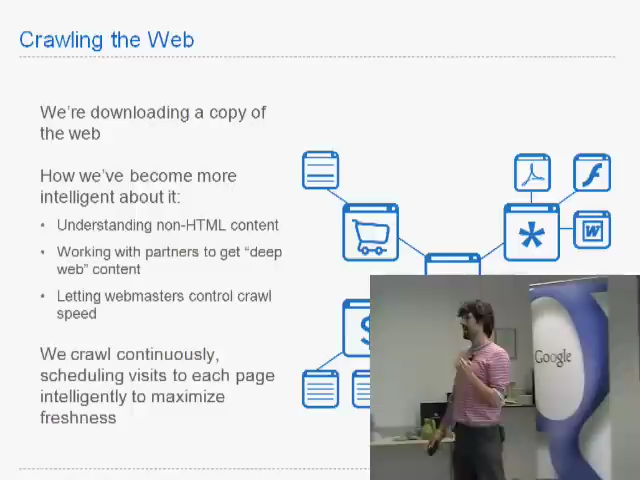 Crawling the Web
We're downloading a copy of
the web
How we've become more
intelligent about it:
• Understanding non-HTML content
• Working with partners to get "deep
web" content
• Letting webmasters control crawl
speed
We crawl continuously,
scheduling visits to each page
intelligently to maximize
freshness
W
$
Google